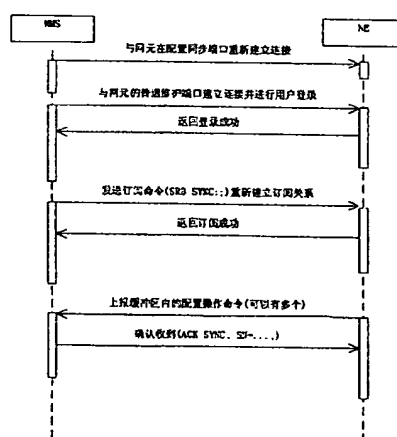 NMS
NE
与网元在配置同步端口重新建立连接
与网元的普通维护端口建立连接并进行用户登录
返回登录成功
发送订阅命令(SRB SYNC:;)重新建立订阅关系
返回订阅成功
上报缓冲区内的配置操作命令(可以有多个)
确认收到(ACK SYNC, SN=...,)